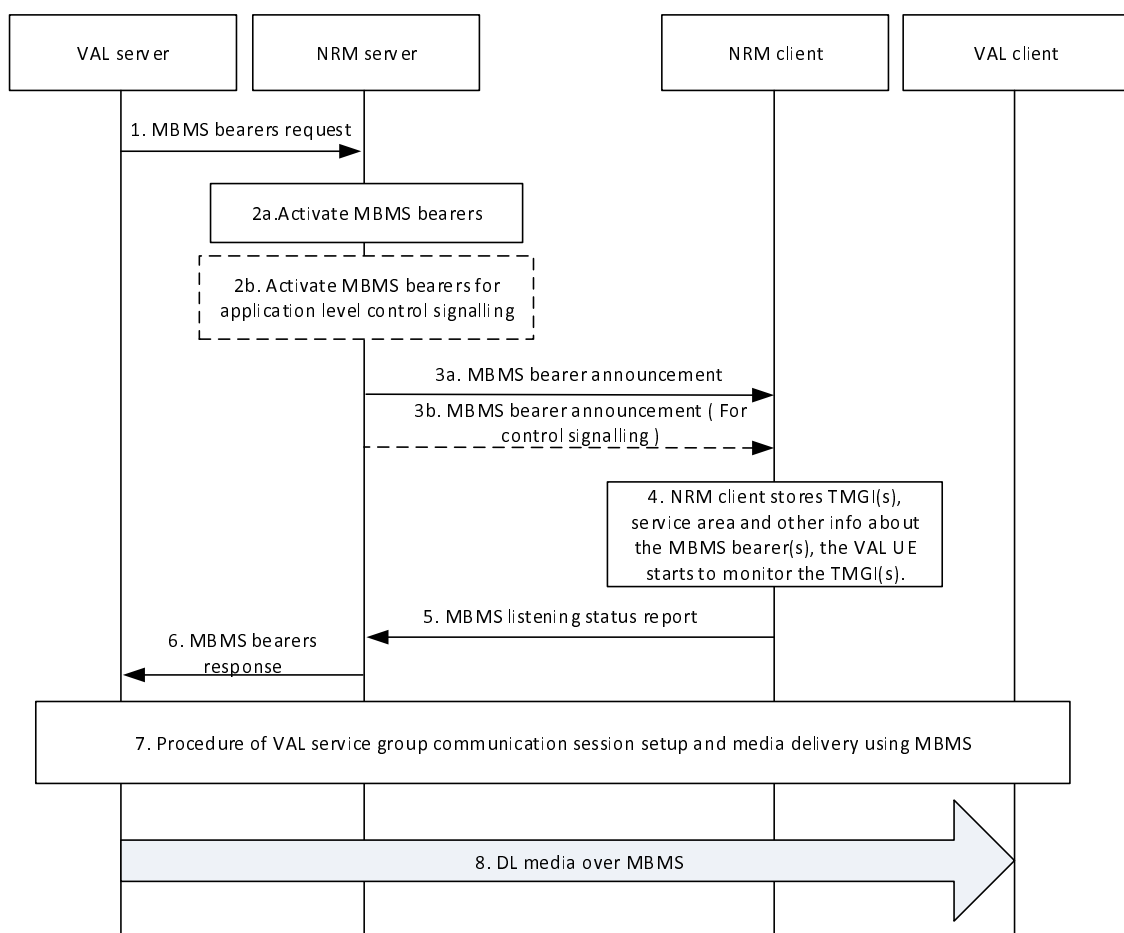 VAL server
NRM server
NRM client
VAL client
1. MBMS bearers request
2a.Activate MBMS bearers
2b. Activate MBMS bearers for
application level control signalling
3a. MBMS bearer announcement
3b. MBMS bearer announcement ( For
control signalling )
4. NRM client stores TMGI(s),
service area and other info about
the MBMS bearer(s), the VAL UE
starts to monitor the TMGI(s).
5. MBMS listening status report
6. MBMS bearers
response
7. Procedure of VAL service group communication session setup and media delivery using MBMS
8. DL media over MBMS